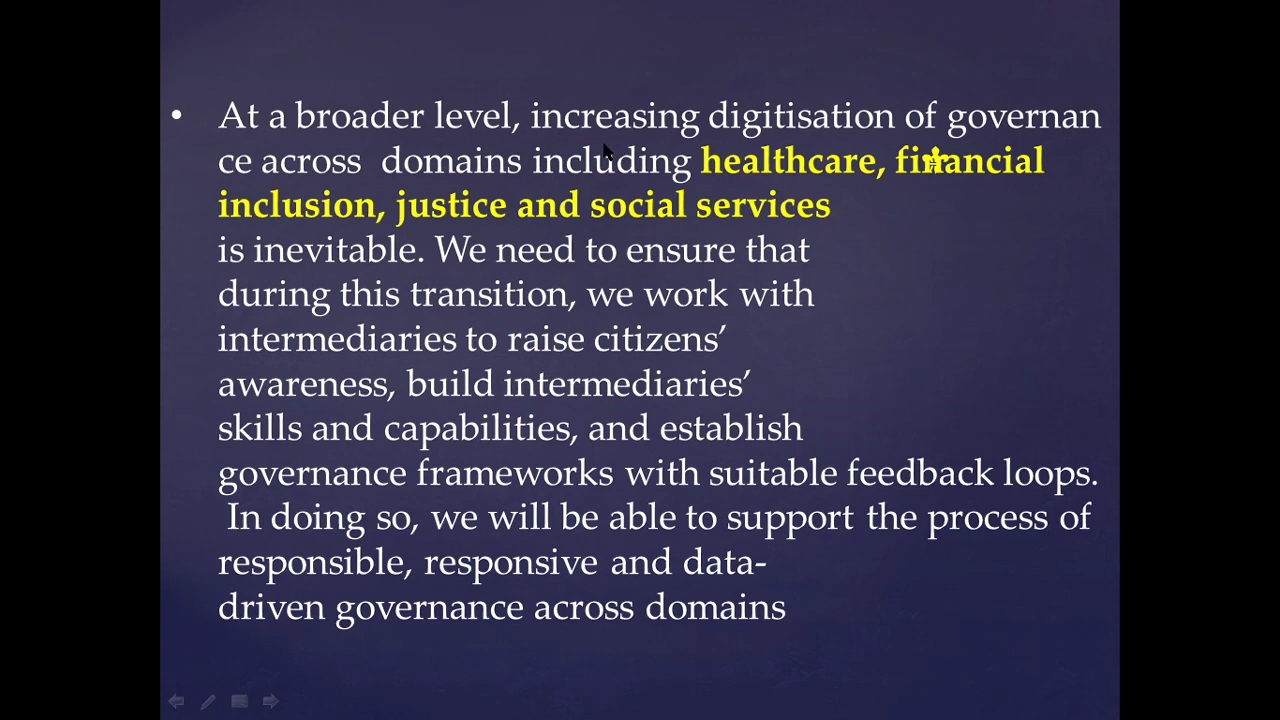 • At a broader level, increasing digitisation of governan
ce across  domains including healthcare, financial
inclusion, justice and social services
is inevitable. We need to ensure that
during this transition, we work with
intermediaries to raise citizens’
awareness, build intermediaries’
skills and capabilities, and establish
governance frameworks with suitable feedback loops.
In doing so, we will be able to support the process of
responsible, responsive and data-
driven governance across domains